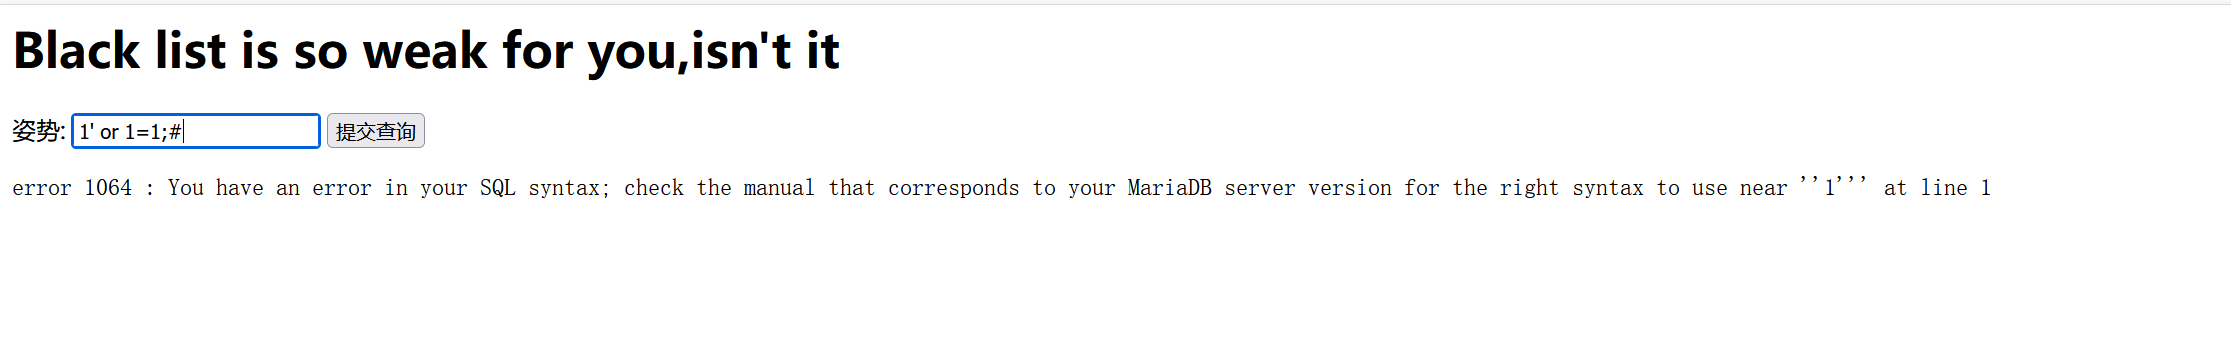 Black list is so weak for you,isn't it
姿势: 1' or 1=1;# 提交查询
error 1064 : You have an error in your SQL syntax; check the manual that corresponds to your MariaDB server version for the right syntax to use near ''1''' at line 1